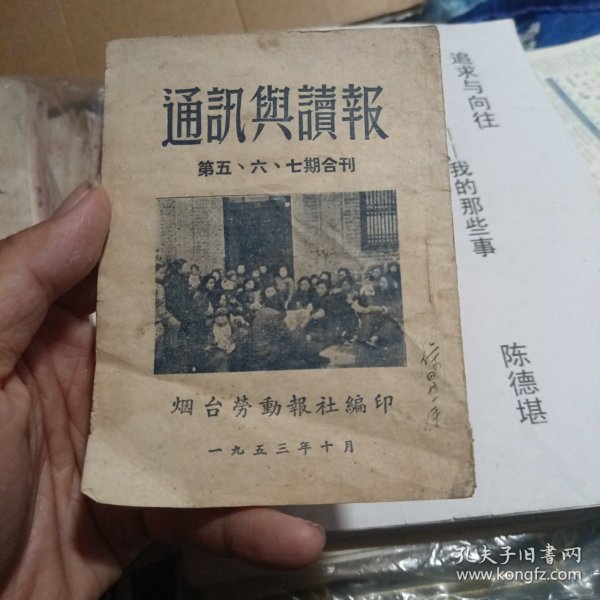 通訊與讀報
第五、六、七期合刊
烟台勞動報社編印
一九五三年十月
追求与向往
——我的那些事
陈德堪
孔夫子旧书网
www.kongfz.com